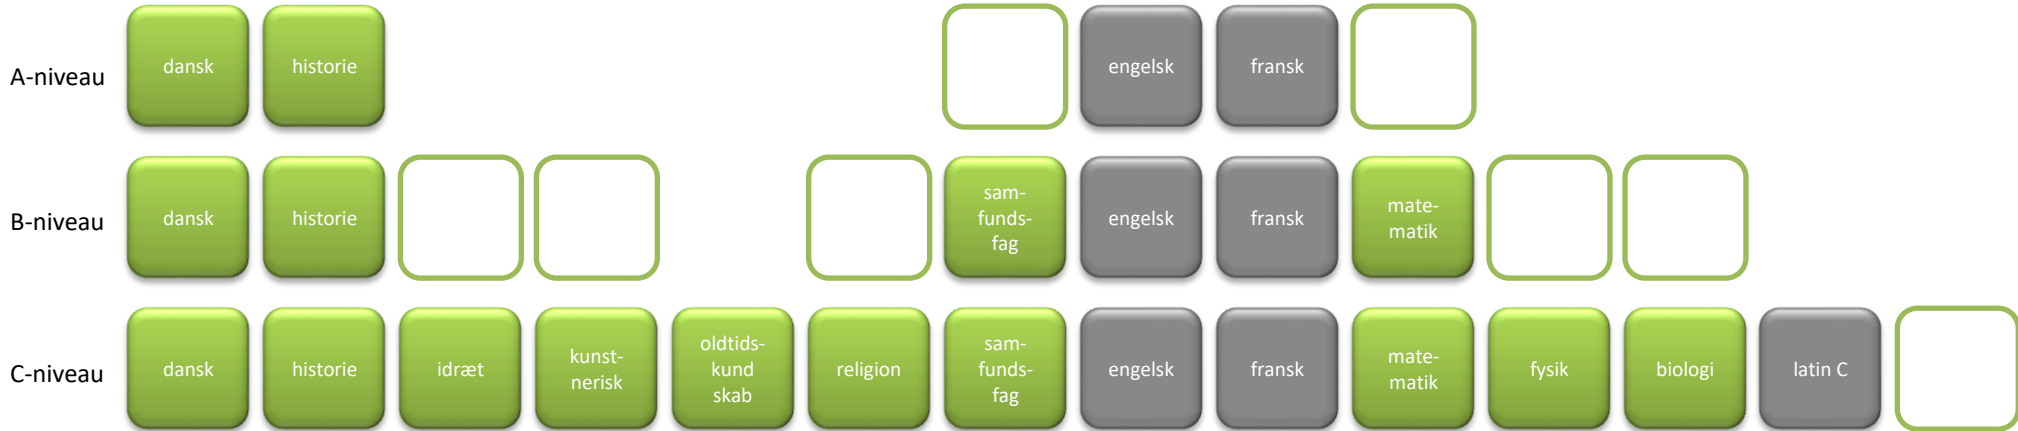 A-niveau
dansk
historie
engelsk
fransk
B-niveau
dansk
historie
sam-
funds-
fag
engelsk
fransk
mate-
matik
C-niveau
dansk
historie
idræt
kunst-
nerisk
oldtids-
kund
skab
religion
sam-
funds-
fag
engelsk
fransk
mate-
matik
fysik
biologi
latin C